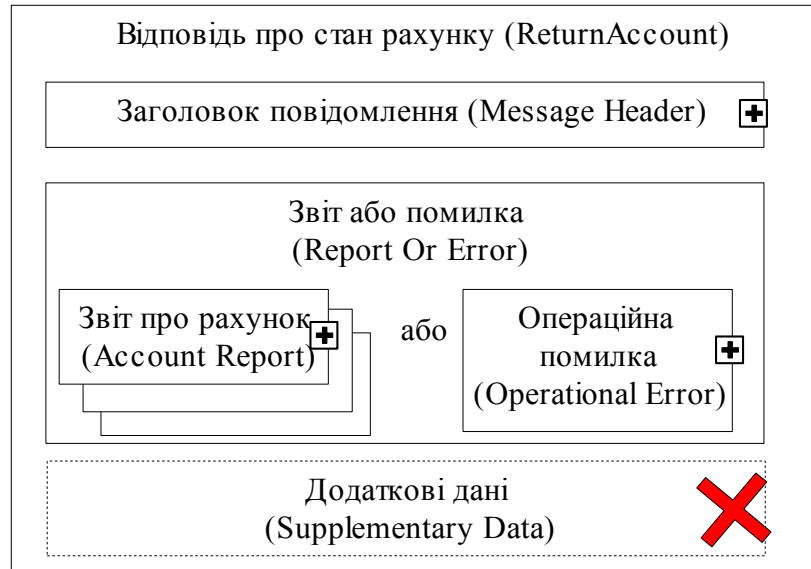 Відповідь про стан рахунку (ReturnAccount)
Заголовок повідомлення (Message Header)
Звіт або помилка
(Report Or Error)
Звіт про рахунок
(Account Report)
або
Операційна
помилка
(Operational Error)
Додаткові дані
(Supplementary Data)